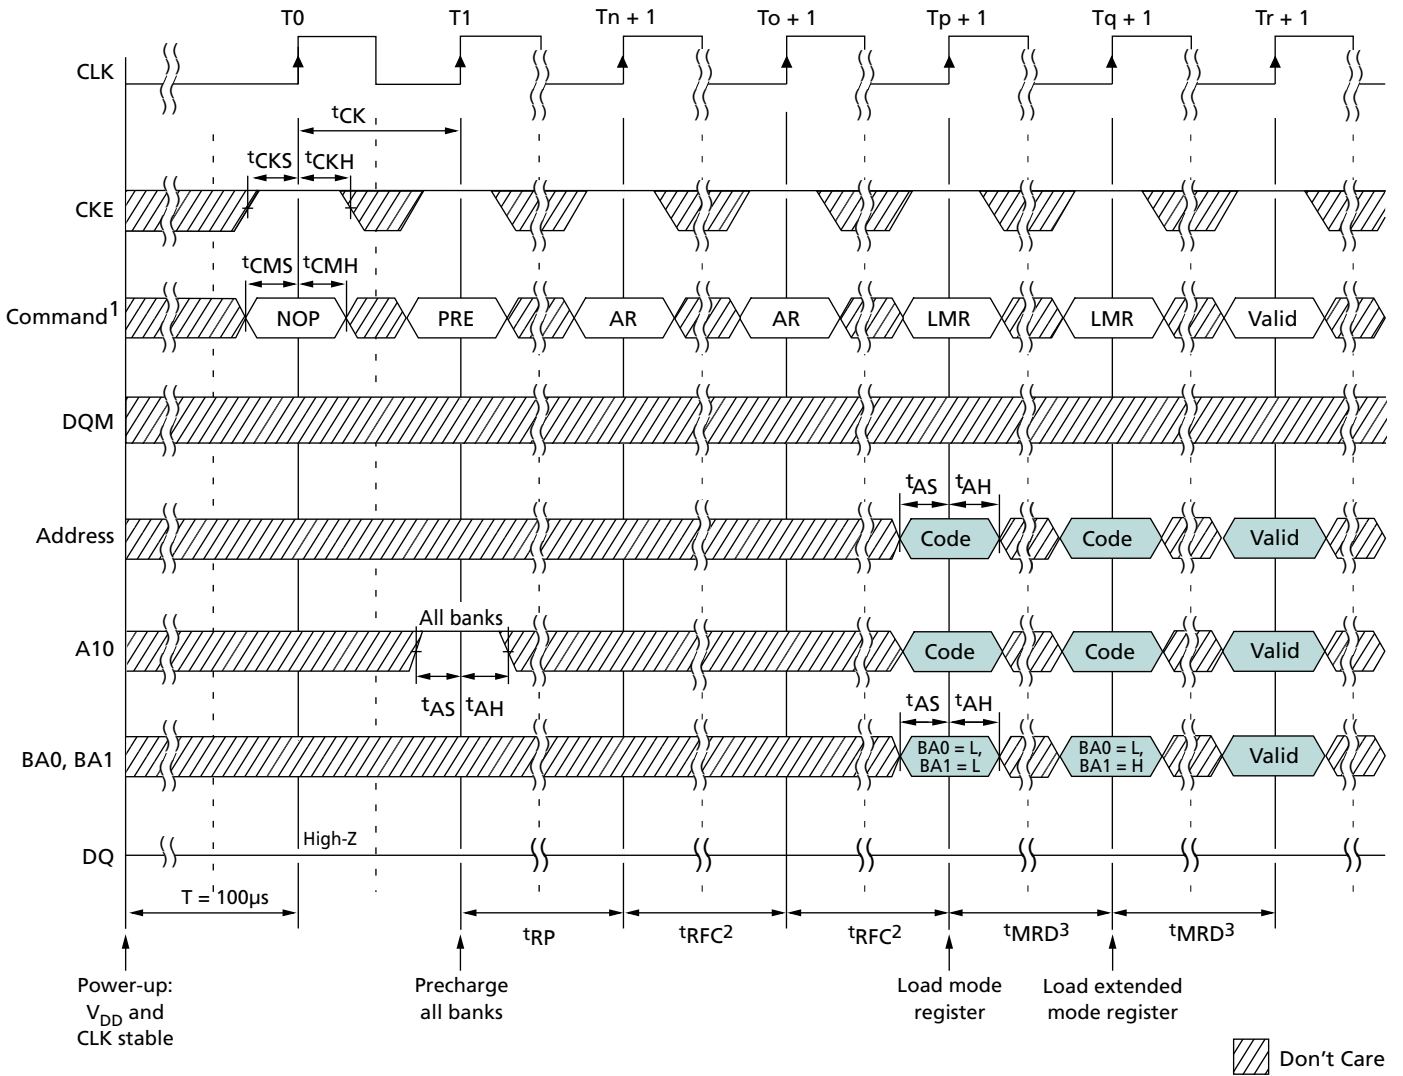 T0 T1 Tn + 1 To + 1 Tp + 1 Tq + 1 Tr + 1
CLK
tCK
tCKS tCKH
CKE
tCMS tCMH
Command1 NOP PRE AR AR LMR LMR Valid
DQM
tAS tAH
Address Code Code Valid
All banks
A10 Code Code Valid
tAS tAH tAS tAH
BA0, BA1 BA0 = L, BA0 = L, Valid
BA1 = L BA1 = H
High-Z
DQ
T = 100µs
tRP tRFC2 tRFC2 tMRD3 tMRD3
Power-up: Precharge Load mode Load extended
VDD and all banks register mode register
CLK stable
Don't Care